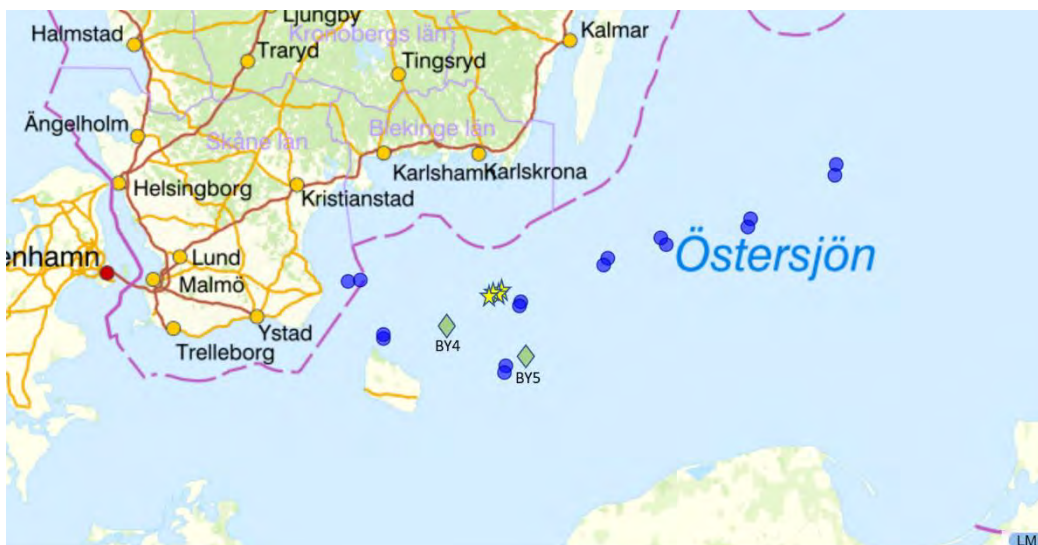 Ljungby
Halmstad
Kronobergs län
Kalmar
Traryd
Tingsryd
Ängelholm
Skåne län
Blekinge län
Karlshamn
Karlskrona
Helsingborg
Kristianstad
enhamn
Lund
Östersjön
Malmö
Ystad
Trelleborg
BY4
BY5
LM